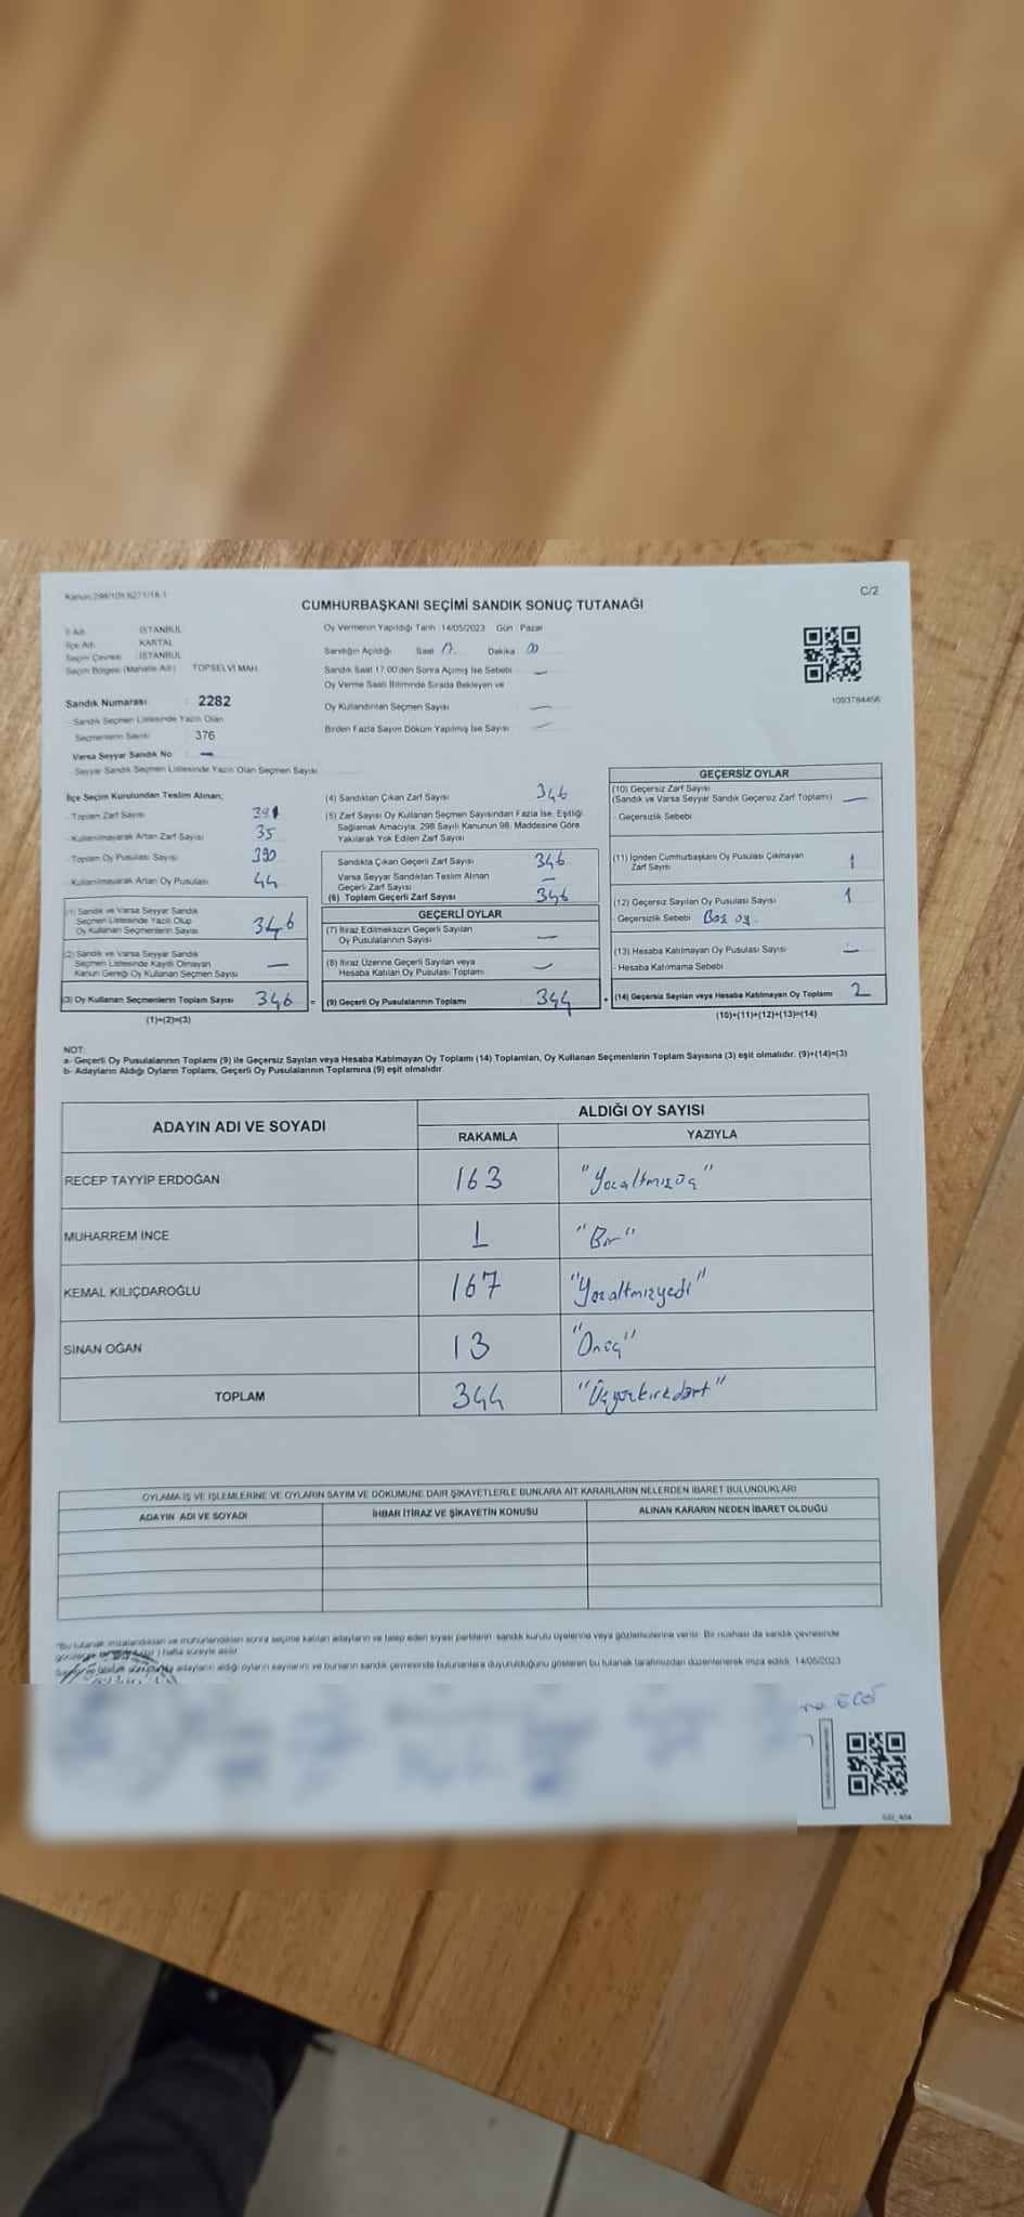 C/2
CUMHURBAŞKANI SEÇİMİ SANDIK SONUÇ TUTANAĞI
İl Adı İSTANBUL
İlçe Adı KARTAL
Seçim Çevresi İSTANBUL
Seçim Bölgesi (Mahalle Adı) TOPSELVİ MAH.
Oy Vermenin Yapıldığı Tarih 14/05/2023 Gün : Pazar
Sandığın Açıldığı Saat 17 Dakika 00
Sandık Saat 17.00'den Sonra Açılmış İse Sebebi —
Oy Verme Saati Bitiminde Sırada Bekleyen ve
Oy Kullandırılan Seçmen Sayısı —
Birden Fazla Sayım Döküm Yapılmış İse Sayısı —
1093784456
Sandık Numarası : 2282
Sandık Seçmen Listesinde Yazılı Olan
Seçmenlerin Sayısı 376
Varsa Seyyar Sandık No —
Seyyar Sandık Seçmen Listesinde Yazılı Olan Seçmen Sayısı
İlçe Seçim Kurulundan Teslim Alınan;
Toplam Zarf Sayısı 391
Kullanılmayarak Artan Zarf Sayısı 35
Toplam Oy Pusulası Sayısı 390
Kullanılmayarak Artan Oy Pusulası 44
(1) Sandık ve Varsa Seyyar Sandık
Seçmen Listesinde Yazılı Olup
Oy Kullanan Seçmenlerin Sayısı 346
(2) Sandık ve Varsa Seyyar Sandık
Seçmen Listesinde Kayıtlı Olmayan
Kanun Gereği Oy Kullanan Seçmen Sayısı —
(3) Oy Kullanan Seçmenlerin Toplam Sayısı 346 =
(1)+(2)=(3)
(4) Sandıktan Çıkan Zarf Sayısı 346
(5) Zarf Sayısı Oy Kullanan Seçmen Sayısından Fazla İse, Eşitliği
Sağlamak Amacıyla, 298 Sayılı Kanunun 98. Maddesine Göre
Yakılarak Yok Edilen Zarf Sayısı
Sandıkta Çıkan Geçerli Zarf Sayısı 346
Varsa Seyyar Sandıktan Teslim Alınan
Geçerli Zarf Sayısı —
(6) Toplam Geçerli Zarf Sayısı 346
GEÇERLİ OYLAR
(7) İtiraz Edilmeksizin Geçerli Sayılan
Oy Pusulalarının Sayısı —
(8) İtiraz Üzerine Geçerli Sayılan veya
Hesaba Katılan Oy Pusulası Toplamı —
(9) Geçerli Oy Pusulalarının Toplamı 344 +
GEÇERSİZ OYLAR
(10) Geçersiz Zarf Sayısı
(Sandık ve Varsa Seyyar Sandık Geçersiz Zarf Toplamı) —
Geçersizlik Sebebi
(11) İçinden Cumhurbaşkanı Oy Pusulası Çıkmayan
Zarf Sayısı 1
(12) Geçersiz Sayılan Oy Pusulası Sayısı 1
Geçersizlik Sebebi Boş oy
(13) Hesaba Katılmayan Oy Pusulası Sayısı —
Hesaba Katılmama Sebebi
(14) Geçersiz Sayılan veya Hesaba Katılmayan Oy Toplamı 2
(10)+(11)+(12)+(13)=(14)
NOT:
a- Geçerli Oy Pusulalarının Toplamı (9) ile Geçersiz Sayılan veya Hesaba Katılmayan Oy Toplamı (14) Toplamları, Oy Kullanan Seçmenlerin Toplam Sayısına (3) eşit olmalıdır. (9)+(14)=(3)
b- Adayların Aldığı Oyların Toplamı, Geçerli Oy Pusulalarının Toplamına (9) eşit olmalıdır.
ADAYIN ADI VE SOYADI
ALDIĞI OY SAYISI
RAKAMLA YAZIYLA
RECEP TAYYİP ERDOĞAN 163 "Yüzaltmışüç"
MUHARREM İNCE 1 "Bir"
KEMAL KILIÇDAROĞLU 167 "Yüzaltmışyedi"
SİNAN OĞAN 13 "Onüç"
TOPLAM 344 "Üçyüzkırkdört"
OYLAMA İŞ VE İŞLEMLERİNE VE OYLARIN SAYIM VE DÖKÜMÜNE DAİR ŞİKAYETLERLE BUNLARA AİT KARARLARIN NELERDEN İBARET BULUNDUKLARI
ADAYIN ADI VE SOYADI İHBAR İTİRAZ VE ŞİKAYETİN KONUSU ALINAN KARARIN NEDEN İBARET OLDUĞU
*Bu tutanak imzalandıktan ve mühürlendikten sonra seçime katılan adayların ve talep eden siyasi partilerin sandık kurulu üyelerine veya gözlemcilerine verilir. Bir nüshası da sandık çevresinde
1 hafta süreyle asılır
adayların aldığı oyların sayılarını ve bunların sandık çevresinde bulunanlara duyurulduğunu gösteren bu tutanak tarafımızdan düzenlenerek imza edildi. 14/05/2023